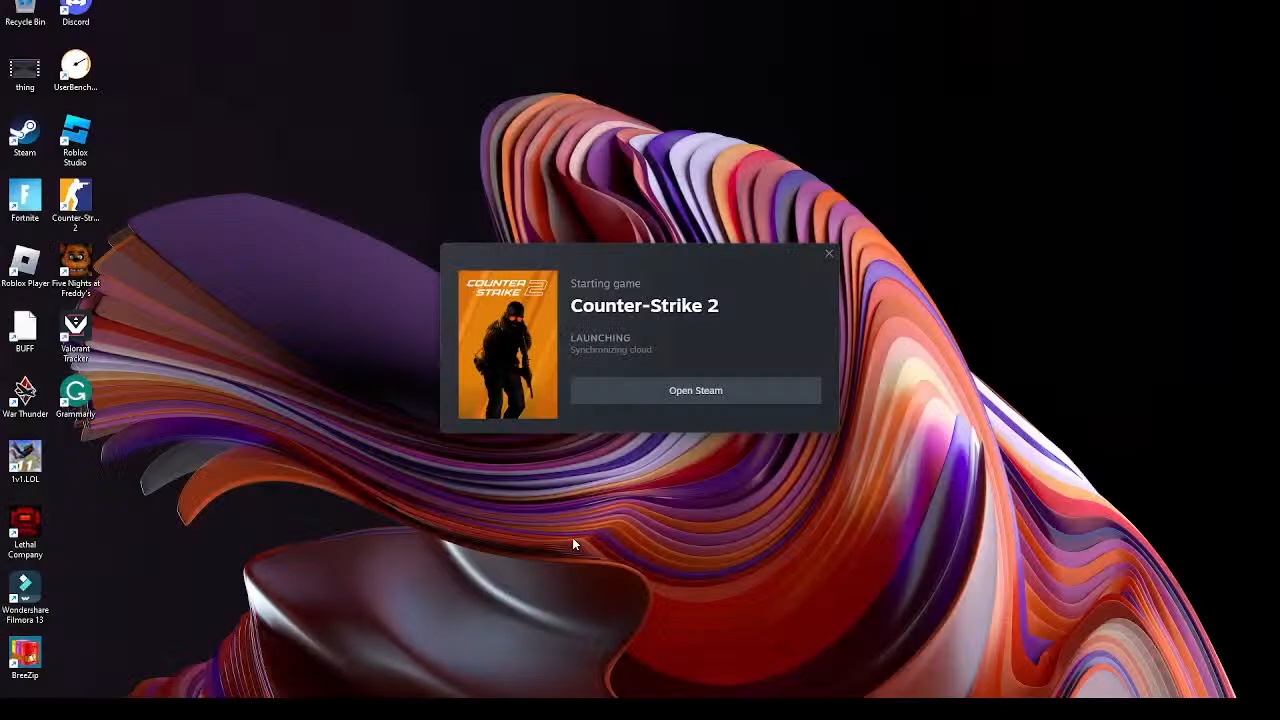 Recycle Bin
Discord
thing
UserBench...
Steam
Roblox
Studio
Fortnite
Counter-Str...
2
Roblox Player
Five Nights at
Freddy's
BUFF
Valorant
Tracker
War Thunder
Grammarly
1v1.LOL
Lethal
Company
Wondershare
Filmora 13
BreeZip
COUNTER
STRIKE 2
Starting game
Counter-Strike 2
LAUNCHING
Synchronizing cloud
Open Steam